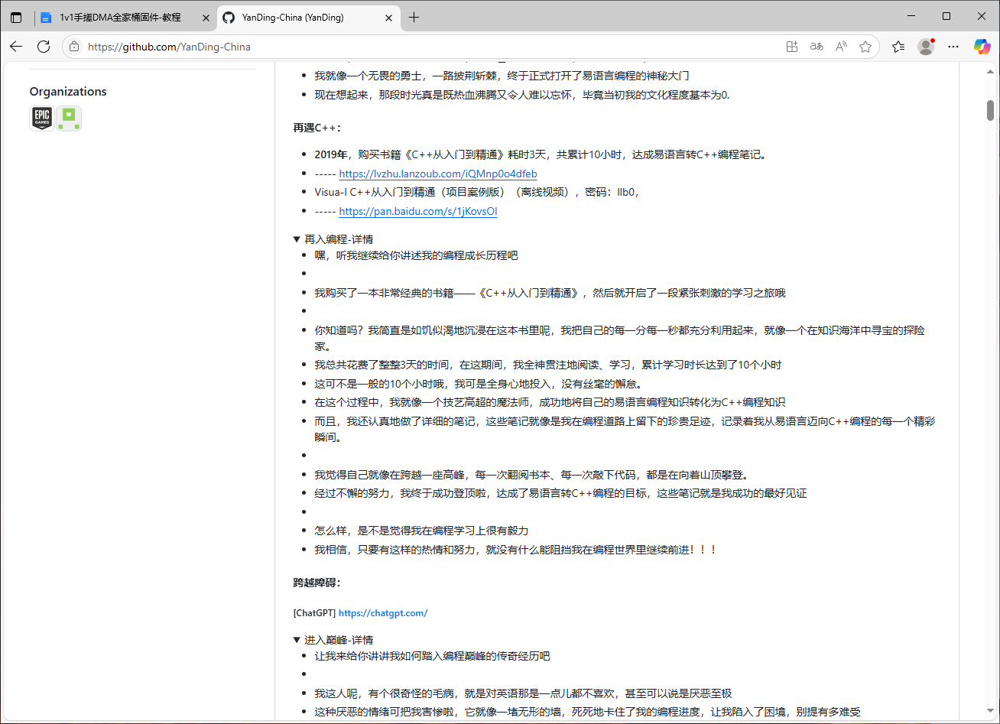 1v1手搓DMA全家桶固件-教程
YanDing-China (YanDing)
https://github.com/YanDing-China
Organizations
EPIC GAMES
我就像一个无畏的勇士，一路披荆斩棘，终于正式打开了易语言编程的神秘大门
现在想起来，那段时光真是既热血沸腾又令人难以忘怀，毕竟当初我的文化程度基本为0.
再遇C++：
2019年，购买书籍《C++从入门到精通》耗时3天，共累计10小时，达成易语言转C++编程笔记。
----- https://lvzhu.lanzoub.com/iQMnp0o4dfeb
Visua-l C++从入门到精通（项目案例版）（离线视频），密码：llb0，
----- https://pan.baidu.com/s/1jKovsOI
▼ 再入编程-详情
嘿，听我继续给你讲述我的编程成长历程吧
我购买了一本非常经典的书籍——《C++从入门到精通》，然后就开启了一段紧张刺激的学习之旅哦
你知道吗？我简直是如饥似渴地沉浸在这本书里呢，我把自己的每一分每一秒都充分利用起来，就像一个在知识海洋中寻宝的探险
家。
我总共花费了整整3天的时间，在这期间，我全神贯注地阅读、学习，累计学习时长达到了10个小时
这可不是一般的10个小时哦，我可是全身心地投入，没有丝毫的懈怠。
在这个过程中，我就像一个技艺高超的魔法师，成功地将自己的易语言编程知识转化为C++编程知识
而且，我还认真地做了详细的笔记，这些笔记就像是我在编程道路上留下的珍贵足迹，记录着我从易语言迈向C++编程的每一个精彩
瞬间。
我觉得自己就像在跨越一座高峰，每一次翻阅书本、每一次敲下代码，都是在向着山顶攀登。
经过不懈的努力，我终于成功登顶啦，达成了易语言转C++编程的目标，这些笔记就是我成功的最好见证
怎么样，是不是觉得我在编程学习上很有毅力
我相信，只要有这样的热情和努力，就没有什么能阻挡我在编程世界里继续前进！！！
跨越障碍：
[ChatGPT] https://chatgpt.com/
▼ 进入巅峰-详情
让我来给你讲讲我如何踏入编程巅峰的传奇经历吧
我这人呢，有个很奇怪的毛病，就是对英语那是一点儿都不喜欢，甚至可以说是厌恶至极
这种厌恶的情绪可把我害惨啦，它就像一堵无形的墙，死死地卡住了我的编程进度，让我陷入了困境，别提有多难受